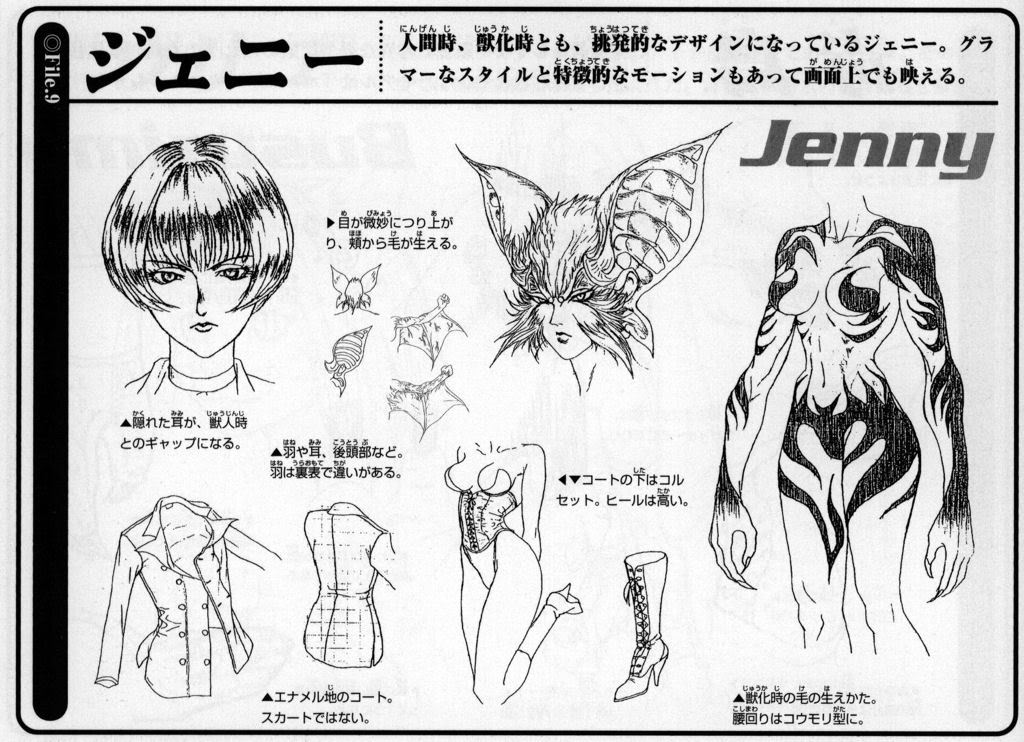 ◎File.9
ジェニー
人間時、獣化時とも、挑発的なデザインになっているジェニー。グラ
マーなスタイルと特徴的なモーションもあって画面上でも映える。
Jenny
▶目が微妙につり上が
り、頬から毛が生える。
▲隠れた耳が、獣人時
とのギャップになる。
▲羽や耳、後頭部など。
羽は裏表で違いがある。
◀▼コートの下はコル
セット。ヒールは高い。
▲エナメル地のコート。
スカートではない。
▲獣化時の毛の生えかた。
腰回りはコウモリ型に。